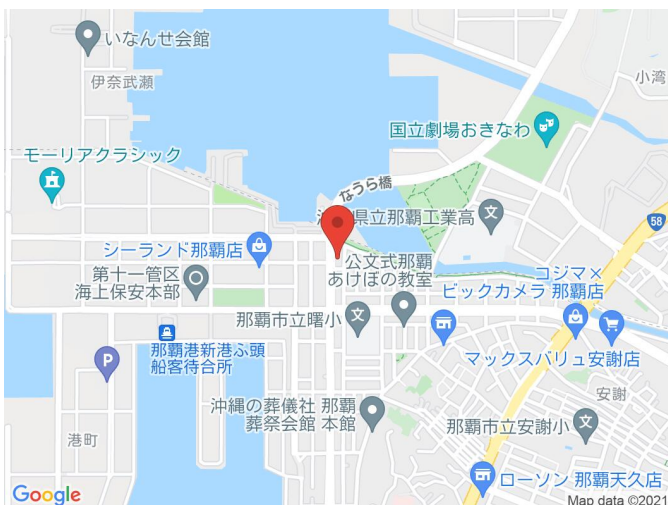 いなんせ会館
伊奈武瀬
小湾
国立劇場おきなわ
モーリアクラシック
なうら橋
県立那覇工業高
58
シーランド那覇店
公文式那覇
あけぼの教室
コジマ×
ビックカメラ 那覇店
第十一管区
海上保安本部
那覇市立曙小
那覇港新港ふ頭
船客待合所
マックスバリュ安謝店
P
安謝
沖縄の葬儀社 那覇
葬祭会館 本館
那覇市立安謝小
港町
ローソン 那覇天久店
Google
Map data ©2021